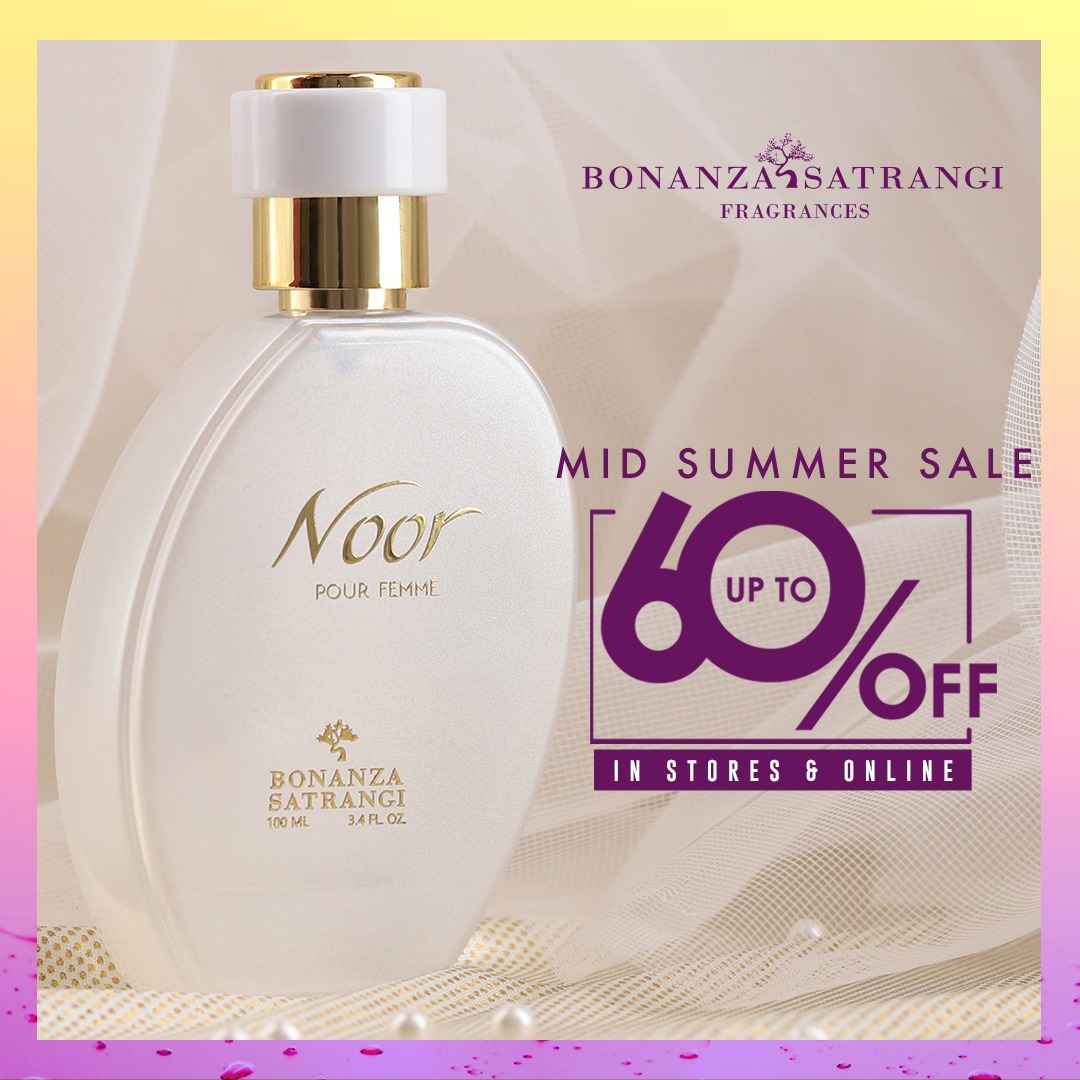 BONANZA SATRANGI
FRAGRANCES
MID SUMMER SALE
UP TO
60% OFF
IN STORES & ONLINE
Noor
POUR FEMME
BONANZA
SATRANGI
100 ML 3.4 FL OZ